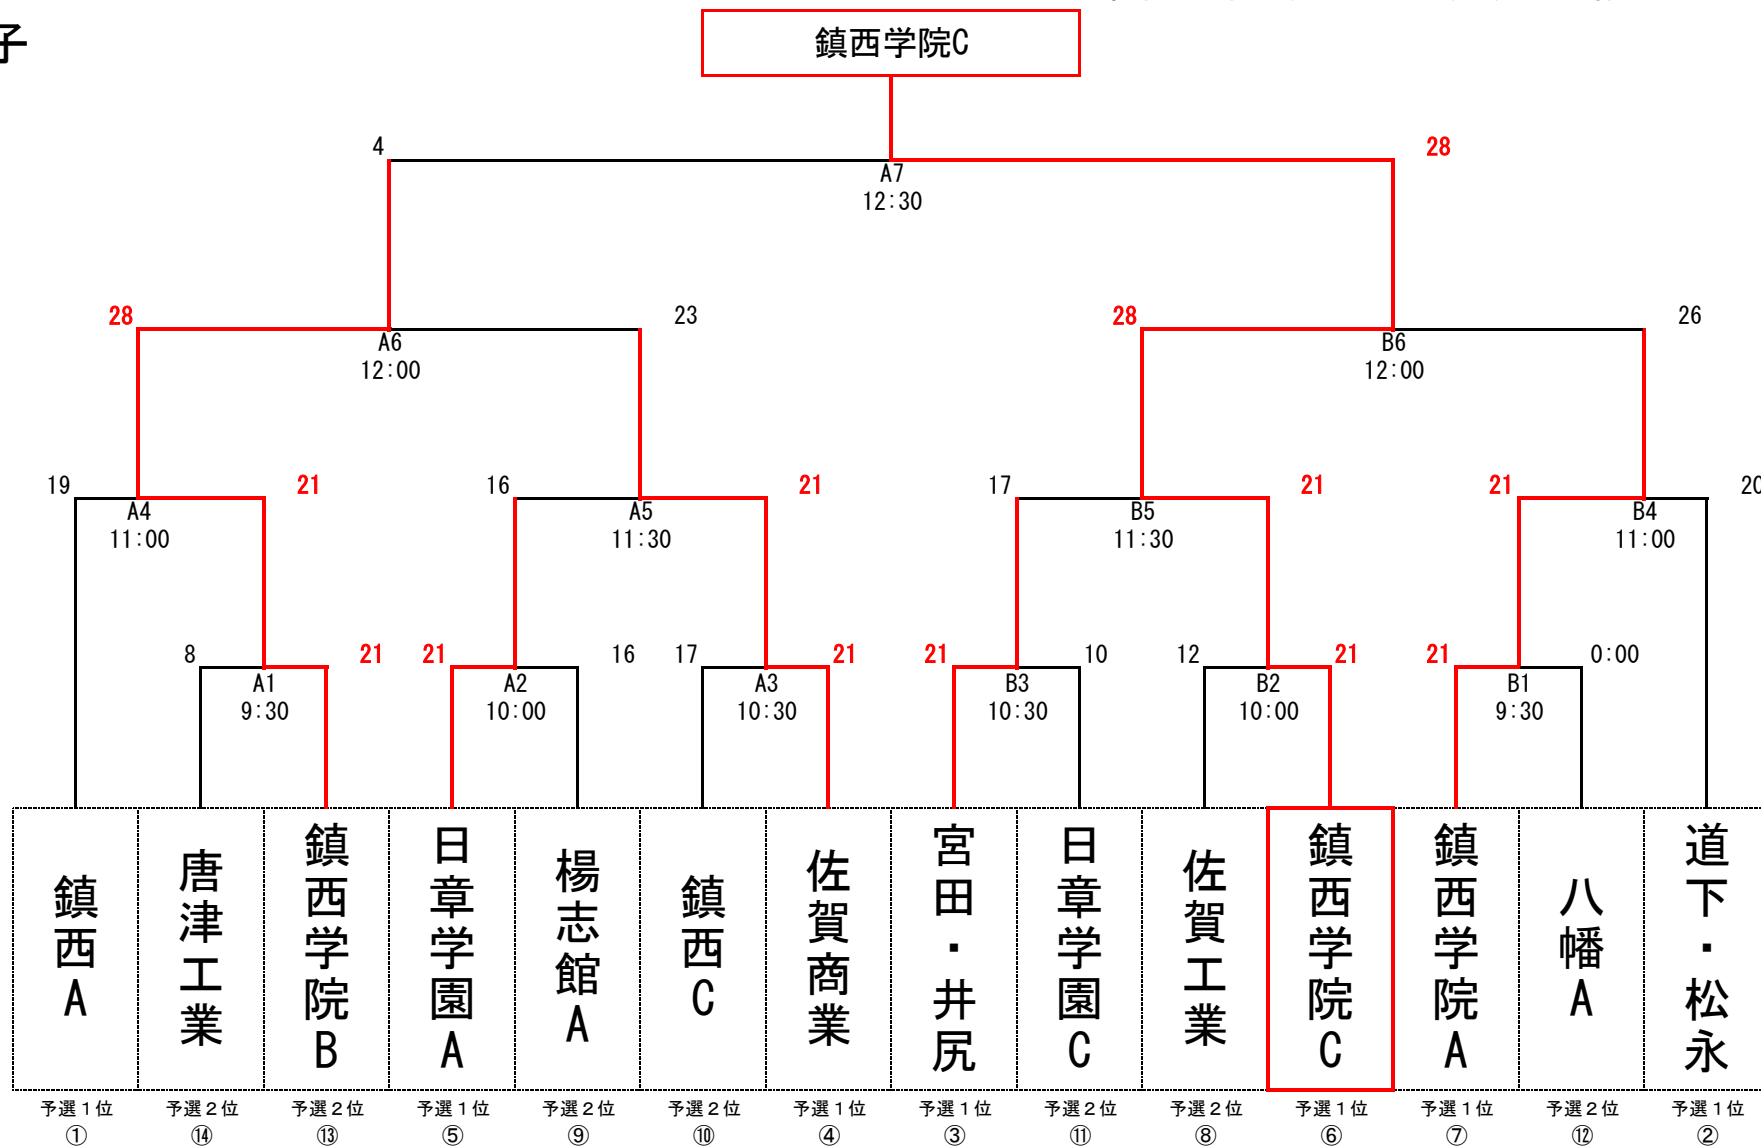 子
鎮西学院C
4
28
A7
12:30
28
23
28
26
A6
12:00
B6
12:00
19
21
16
21
17
21
21
20
A4
11:00
A5
11:30
B5
11:30
B4
11:00
8
21
21
16
17
21
21
10
12
21
21
0:00
A1
9:30
A2
10:00
A3
10:30
B3
10:30
B2
10:00
B1
9:30
鎮西A
唐津工業
鎮西学院B
日章学園A
楊志館A
鎮西C
佐賀商業
宮田・井尻
日章学園C
佐賀工業
鎮西学院C
鎮西学院A
八幡A
道下・松永
予選1位
予選2位
予選2位
予選1位
予選2位
予選2位
予選1位
予選1位
予選2位
予選2位
予選1位
予選1位
予選2位
予選1位
①
⑭
⑬
⑤
⑨
⑩
④
③
⑪
⑧
⑥
⑦
⑫
②